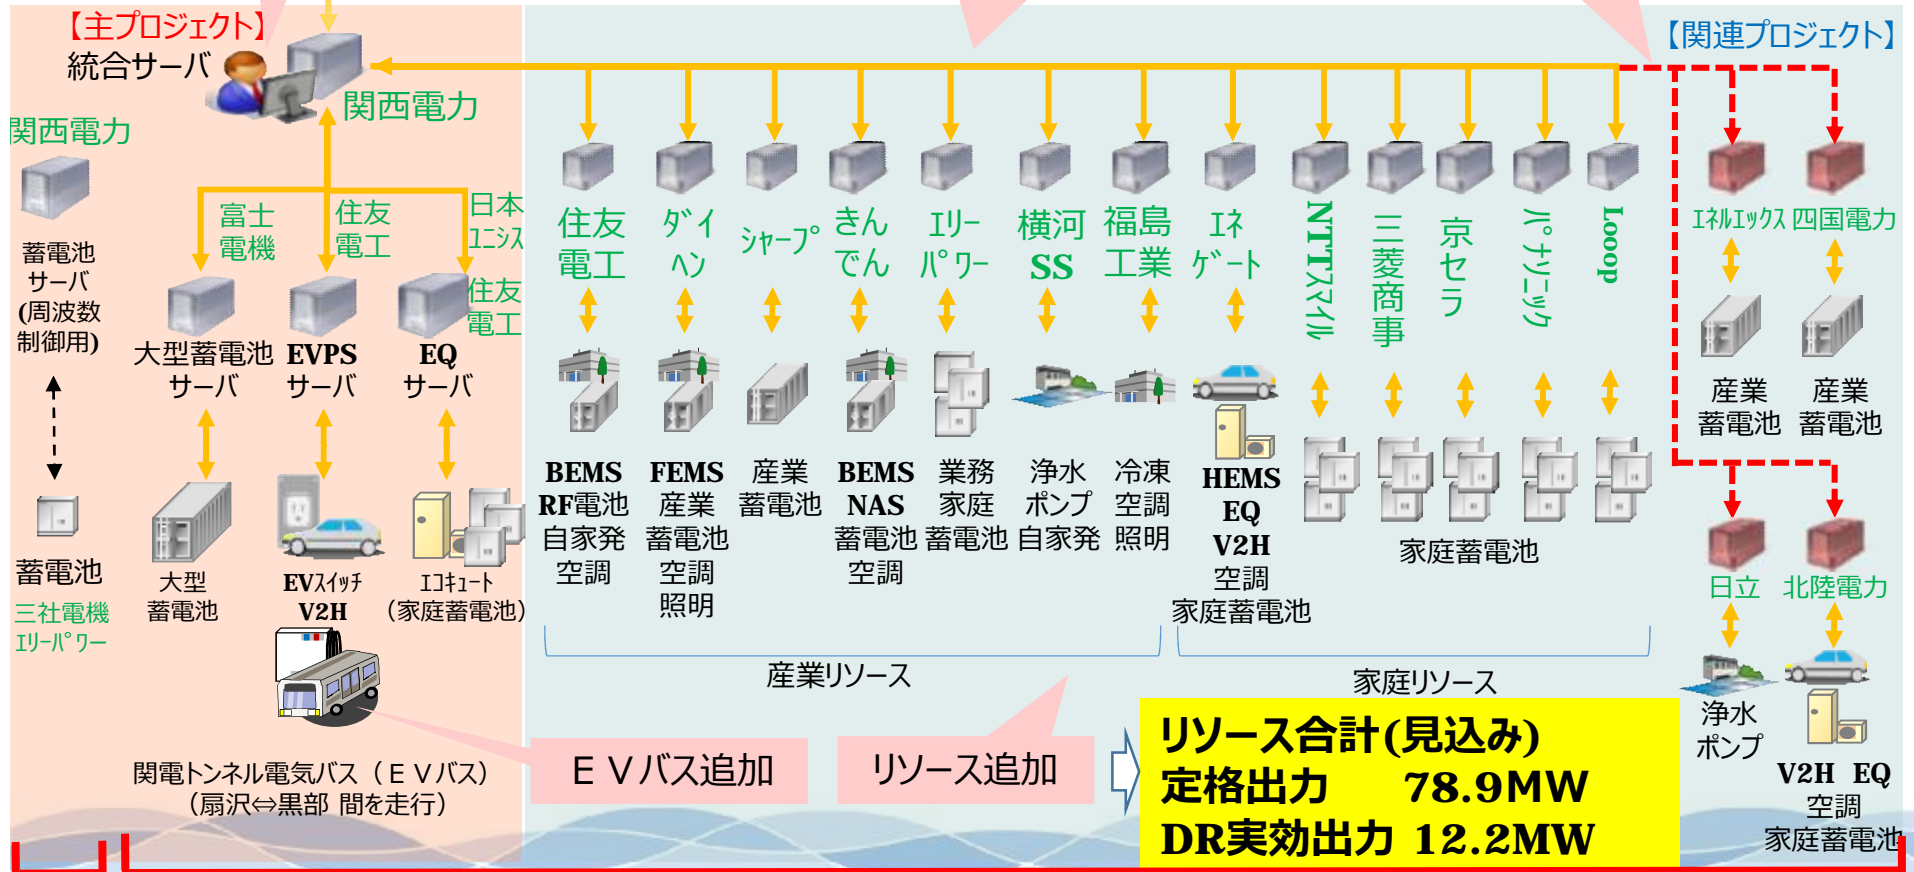 【主プロジェクト】
統合サーバ
関西電力
関西電力
蓄電池
サーバ
(周波数
制御用)
蓄電池
三社電機
ｴﾘｰﾊﾟﾜｰ
富士
電機
住友
電工
日本
ﾕﾆｼｽ
住友
電工
大型蓄電池
サーバ
EVPS
サーバ
EQ
サーバ
大型
蓄電池
EVｽｲｯﾁ
V2H
ｴｺｷｭｰﾄ
（家庭蓄電池）
関電トンネル電気バス（ＥＶバス）
（扇沢⇔黒部 間を走行）
住友
電工
ﾀﾞｲ
ﾍﾝ
ｼｬｰﾌﾟ
きん
でん
ｴﾘｰ
ﾊﾟﾜｰ
横河
SS
福島
工業
ｴﾈ
ｹﾞｰﾄ
NTTｽﾏｲﾙ
三菱商事
京セラ
ﾊﾟﾅｿﾆｯｸ
Looop
BEMS
RF電池
自家発
空調
FEMS
産業
蓄電池
空調
照明
産業
蓄電池
BEMS
NAS
蓄電池
空調
業務
家庭
蓄電池
浄水
ポンプ
自家発
冷凍
空調
照明
HEMS
EQ
V2H
空調
家庭蓄電池
家庭蓄電池
産業リソース
家庭リソース
ＥＶバス追加
リソース追加
リソース合計(見込み)
定格出力 78.9MW
DR実効出力 12.2MW
【関連プロジェクト】
ｴﾈﾙｴｯｸｽ
四国電力
産業
蓄電池
産業
蓄電池
日立
北陸電力
浄水
ポンプ
V2H EQ
空調
家庭蓄電池